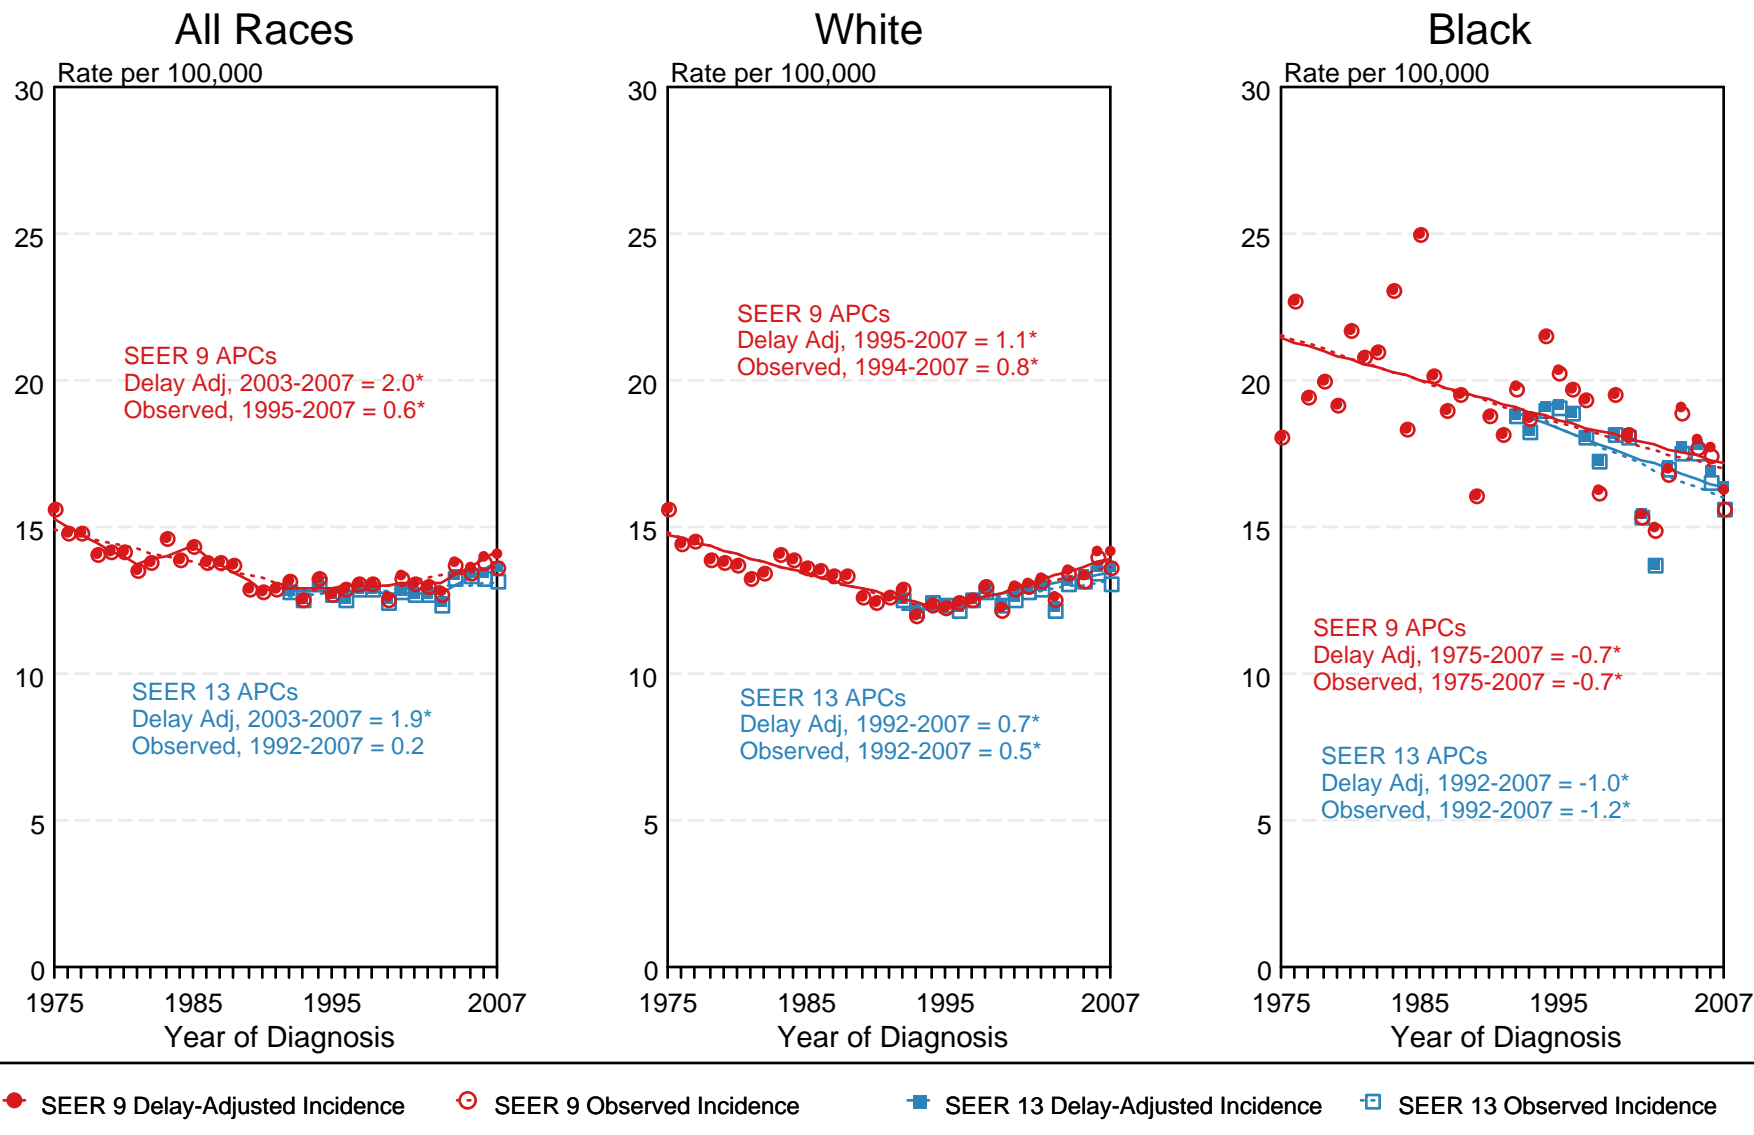 All Races
Rate per 100,000
30
25
20
15
10
5
0
SEER 9 APCs
Delay Adj, 2003-2007 = 2.0*
Observed, 1995-2007 = 0.6*
SEER 13 APCs
Delay Adj, 2003-2007 = 1.9*
Observed, 1992-2007 = 0.2
1975 1985 1995 2007
Year of Diagnosis
White
Rate per 100,000
30
25
20
15
10
5
0
SEER 9 APCs
Delay Adj, 1995-2007 = 1.1*
Observed, 1994-2007 = 0.8*
SEER 13 APCs
Delay Adj, 1992-2007 = 0.7*
Observed, 1992-2007 = 0.5*
1975 1985 1995 2007
Year of Diagnosis
Black
Rate per 100,000
30
25
20
15
10
5
0
SEER 9 APCs
Delay Adj, 1975-2007 = -0.7*
Observed, 1975-2007 = -0.7*
SEER 13 APCs
Delay Adj, 1992-2007 = -1.0*
Observed, 1992-2007 = -1.2*
1975 1985 1995 2007
Year of Diagnosis
SEER 9 Delay-Adjusted Incidence
SEER 9 Observed Incidence
SEER 13 Delay-Adjusted Incidence
SEER 13 Observed Incidence